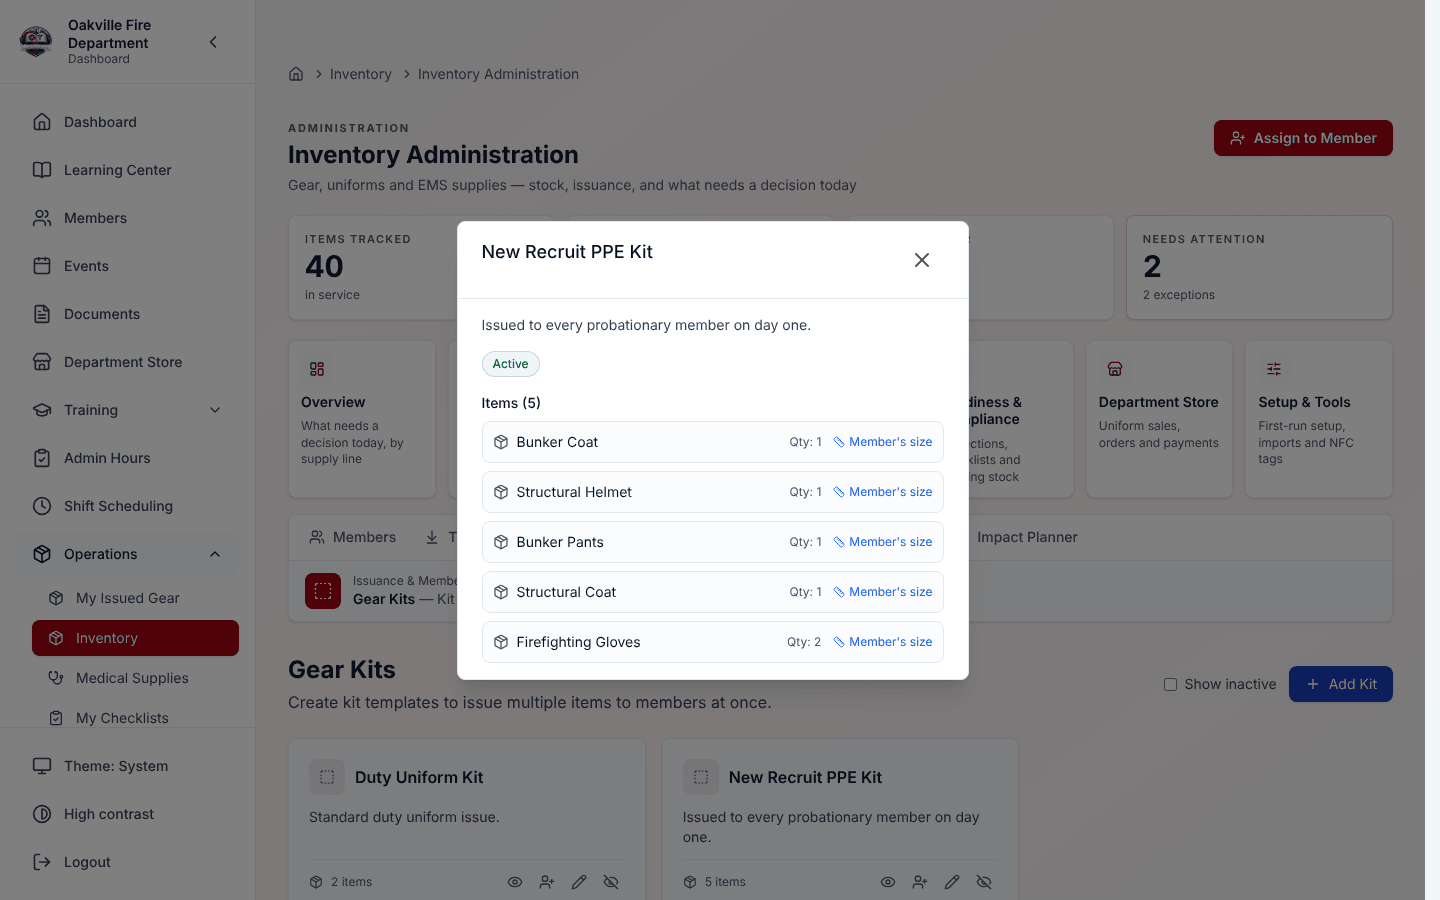 Oakville Fire
Department
Dashboard
Inventory
Inventory Administration
Dashboard
Learning Center
Members
Events
Documents
Department Store
Training
Admin Hours
Shift Scheduling
Operations
My Issued Gear
Inventory
Medical Supplies
My Checklists
Theme: System
High contrast
Logout
ADMINISTRATION
Inventory Administration
Gear, uniforms and EMS supplies — stock, issuance, and what needs a decision today
Assign to Member
ITEMS TRACKED
40
in service
NEEDS ATTENTION
2
2 exceptions
Overview
What needs a
decision today, by
supply line
Department Store
Uniform sales,
orders and payments
Setup & Tools
First-run setup,
imports and NFC
tags
Members
Impact Planner
Gear Kits — Kit
New Recruit PPE Kit
Issued to every probationary member on day one.
Active
Items (5)
Bunker Coat Qty: 1 Member's size
Structural Helmet Qty: 1 Member's size
Bunker Pants Qty: 1 Member's size
Structural Coat Qty: 1 Member's size
Firefighting Gloves Qty: 2 Member's size
Gear Kits
Create kit templates to issue multiple items to members at once.
Show inactive
Add Kit
Duty Uniform Kit
Standard duty uniform issue.
2 items
New Recruit PPE Kit
Issued to every probationary member on day
one.
5 items